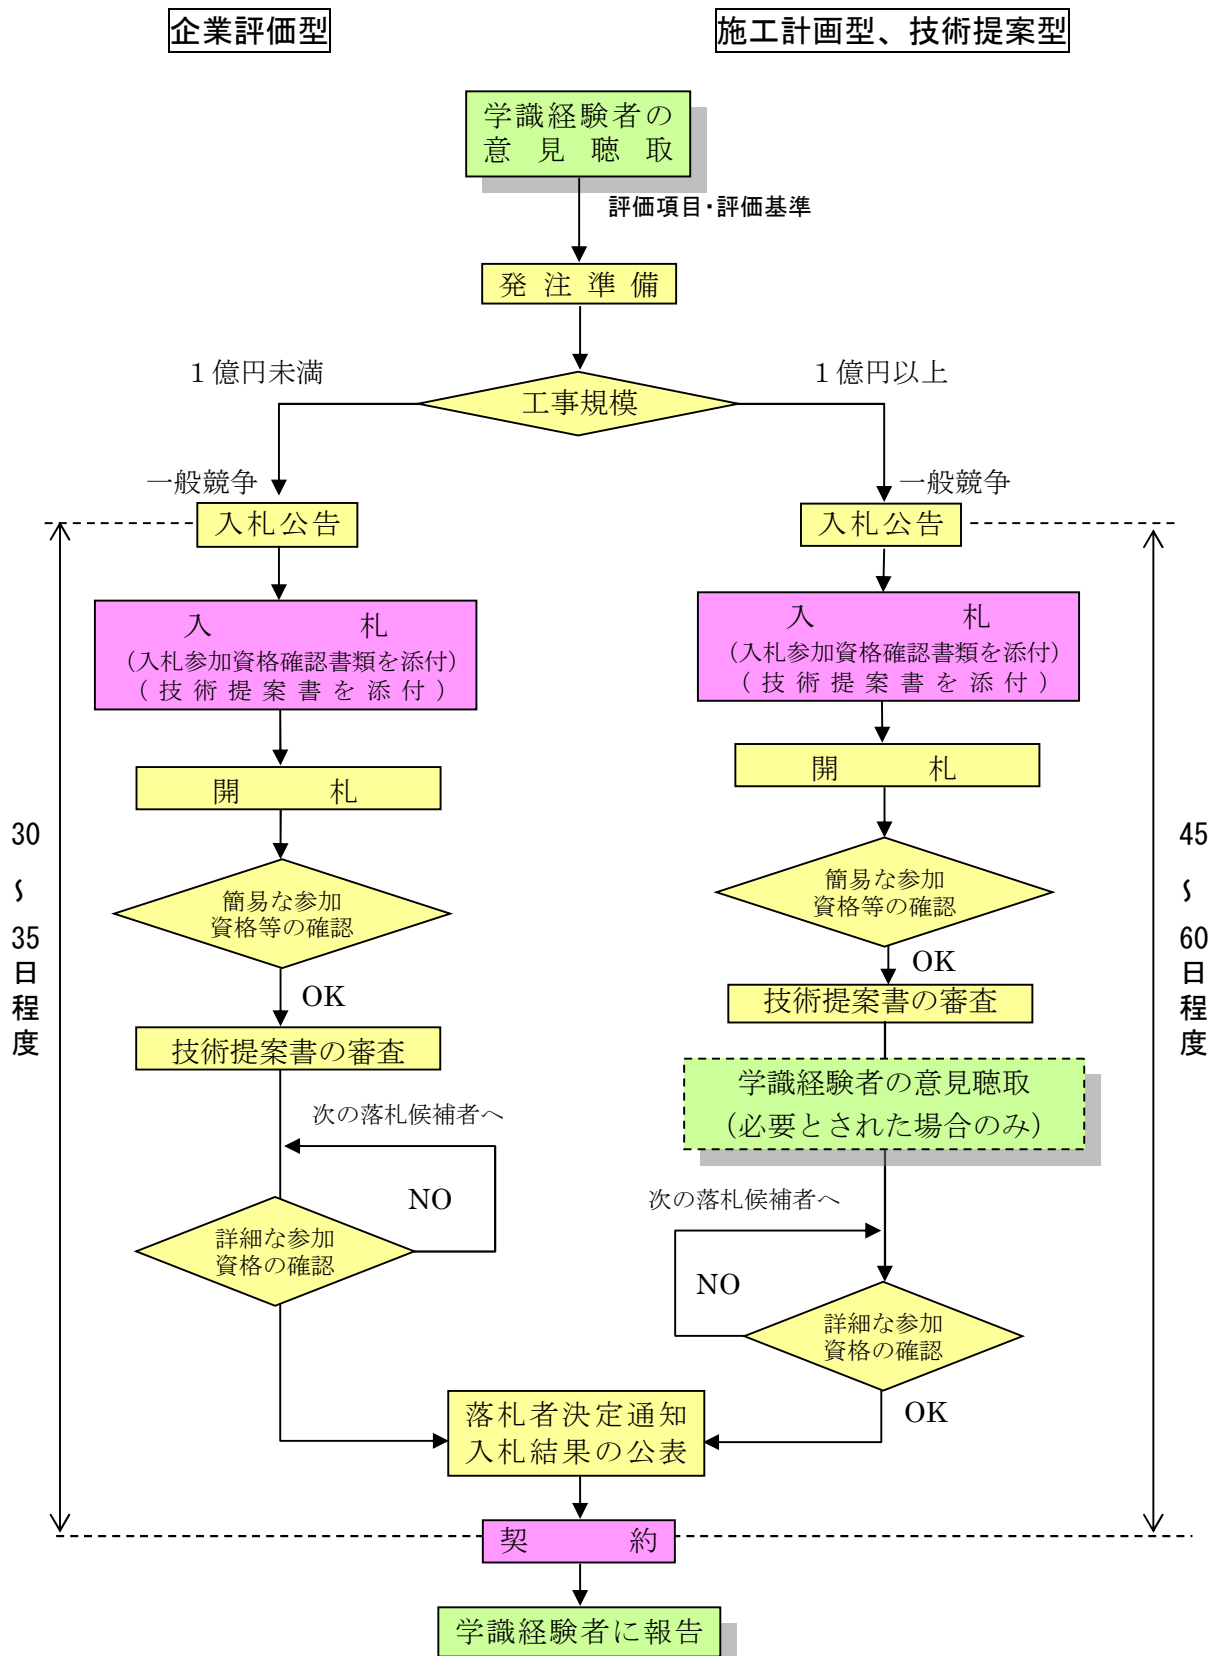 企業評価型
施工計画型、技術提案型
学識経験者の
意見聴取
評価項目・評価基準
発注準備
１億円未満
１億円以上
工事規模
一般競争
一般競争
入札公告
入札公告
入札
（入札参加資格確認書類を添付）
（技術提案書を添付）
入札
（入札参加資格確認書類を添付）
（技術提案書を添付）
開札
開札
30
～
35
日
程
度
45
～
60
日
程
度
簡易な参加
資格等の確認
簡易な参加
資格等の確認
OK
OK
技術提案書の審査
技術提案書の審査
学識経験者の意見聴取
（必要とされた場合のみ）
次の落札候補者へ
NO
次の落札候補者へ
NO
詳細な参加
資格の確認
詳細な参加
資格の確認
OK
落札者決定通知
入札結果の公表
契約
学識経験者に報告